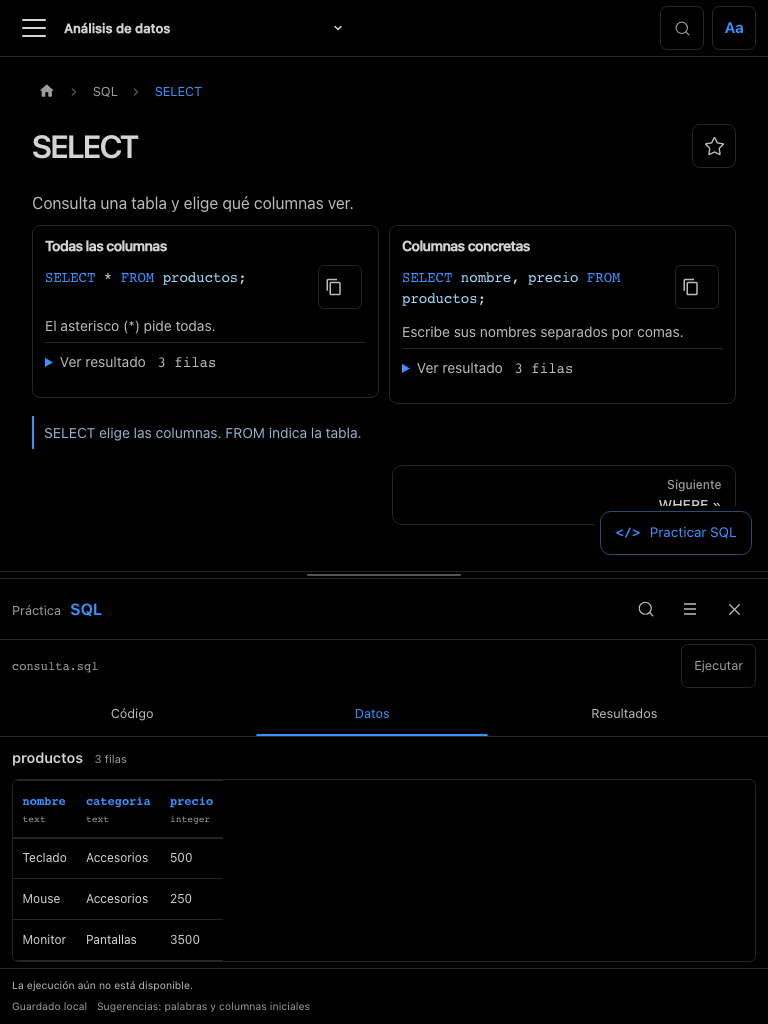 Análisis de datos
Aa
SQL
SELECT
SELECT
Consulta una tabla y elige qué columnas ver.
Todas las columnas
SELECT * FROM productos;
El asterisco (*) pide todas.
Ver resultado 3 filas
Columnas concretas
SELECT nombre, precio FROM
productos;
Escribe sus nombres separados por comas.
Ver resultado 3 filas
SELECT elige las columnas. FROM indica la tabla.
Siguiente
WHERE »
</> Practicar SQL
Práctica SQL
consulta.sql
Ejecutar
Código Datos Resultados
productos 3 filas
nombre categoria precio
text text integer
Teclado Accesorios 500
Mouse Accesorios 250
Monitor Pantallas 3500
La ejecución aún no está disponible.
Guardado local Sugerencias: palabras y columnas iniciales